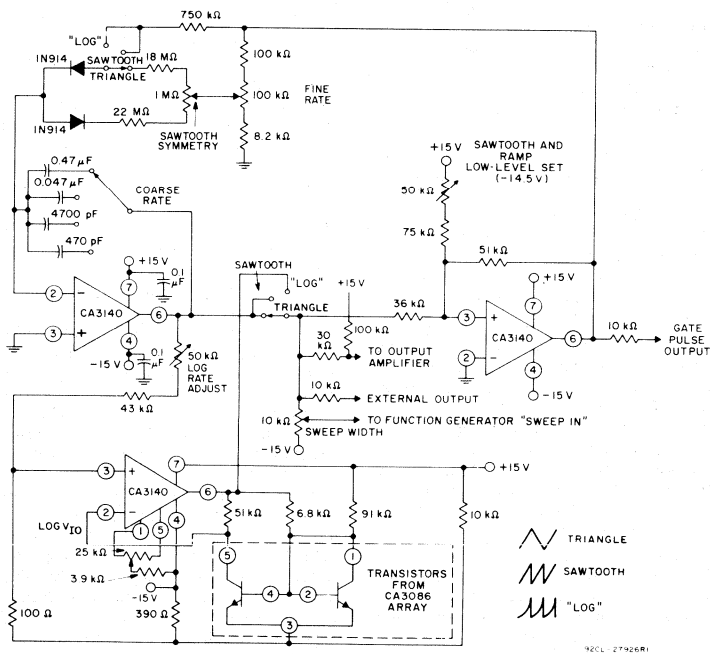 750 kΩ
"LOG"
1N914
SAWTOOTH
TRIANGLE
18 MΩ
100 kΩ
1 MΩ
100 kΩ
FINE
RATE
22 MΩ
1N914
SAWTOOTH
SYMMETRY
8.2 kΩ
+15 V
SAWTOOTH AND
RAMP
LOW-LEVEL SET
(-14.5V)
0.47 µF
0.047 µF
4700 pF
470 pF
COARSE
RATE
50 kΩ
75 kΩ
51 kΩ
+15 V
0.1
µF
7
2
−
CA3140
6
3
+
4
-15 V
0.1
µF
50 kΩ
LOG
RATE
ADJUST
SAWTOOTH
"LOG"
TRIANGLE
+15 V
36 kΩ
30
kΩ
100 kΩ
TO OUTPUT
AMPLIFIER
10 kΩ
EXTERNAL OUTPUT
10 kΩ
TO FUNCTION GENERATOR "SWEEP IN"
SWEEP WIDTH
-15 V
+15 V
7
3
+
CA3140
6
2
−
4
-15 V
10 kΩ
GATE
PULSE
OUTPUT
43 kΩ
7
+15 V
3
+
CA3140
6
2
−
1
5
4
LOG VIO
25 kΩ
3.9 kΩ
-15 V
51 kΩ
6.8 kΩ
91 kΩ
10 kΩ
5
1
4
2
3
TRANSISTORS
FROM
CA3086
ARRAY
100 Ω
390
Ω
TRIANGLE
SAWTOOTH
"LOG"
92CL-27926R1